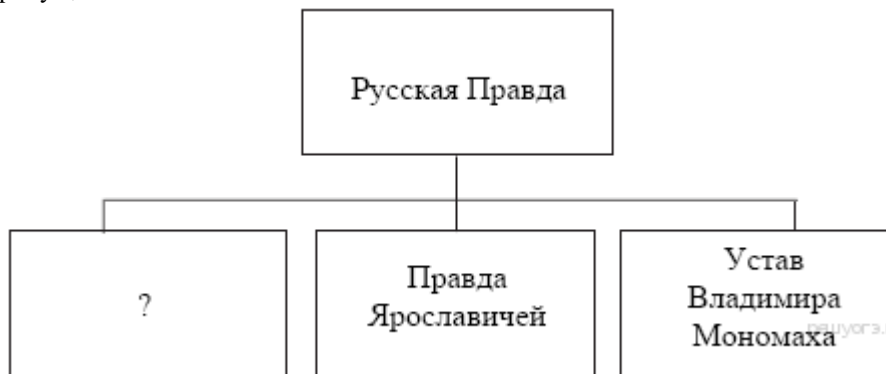 Русская Правда
?
Правда
Ярославичей
Устав
Владимира
Мономаха